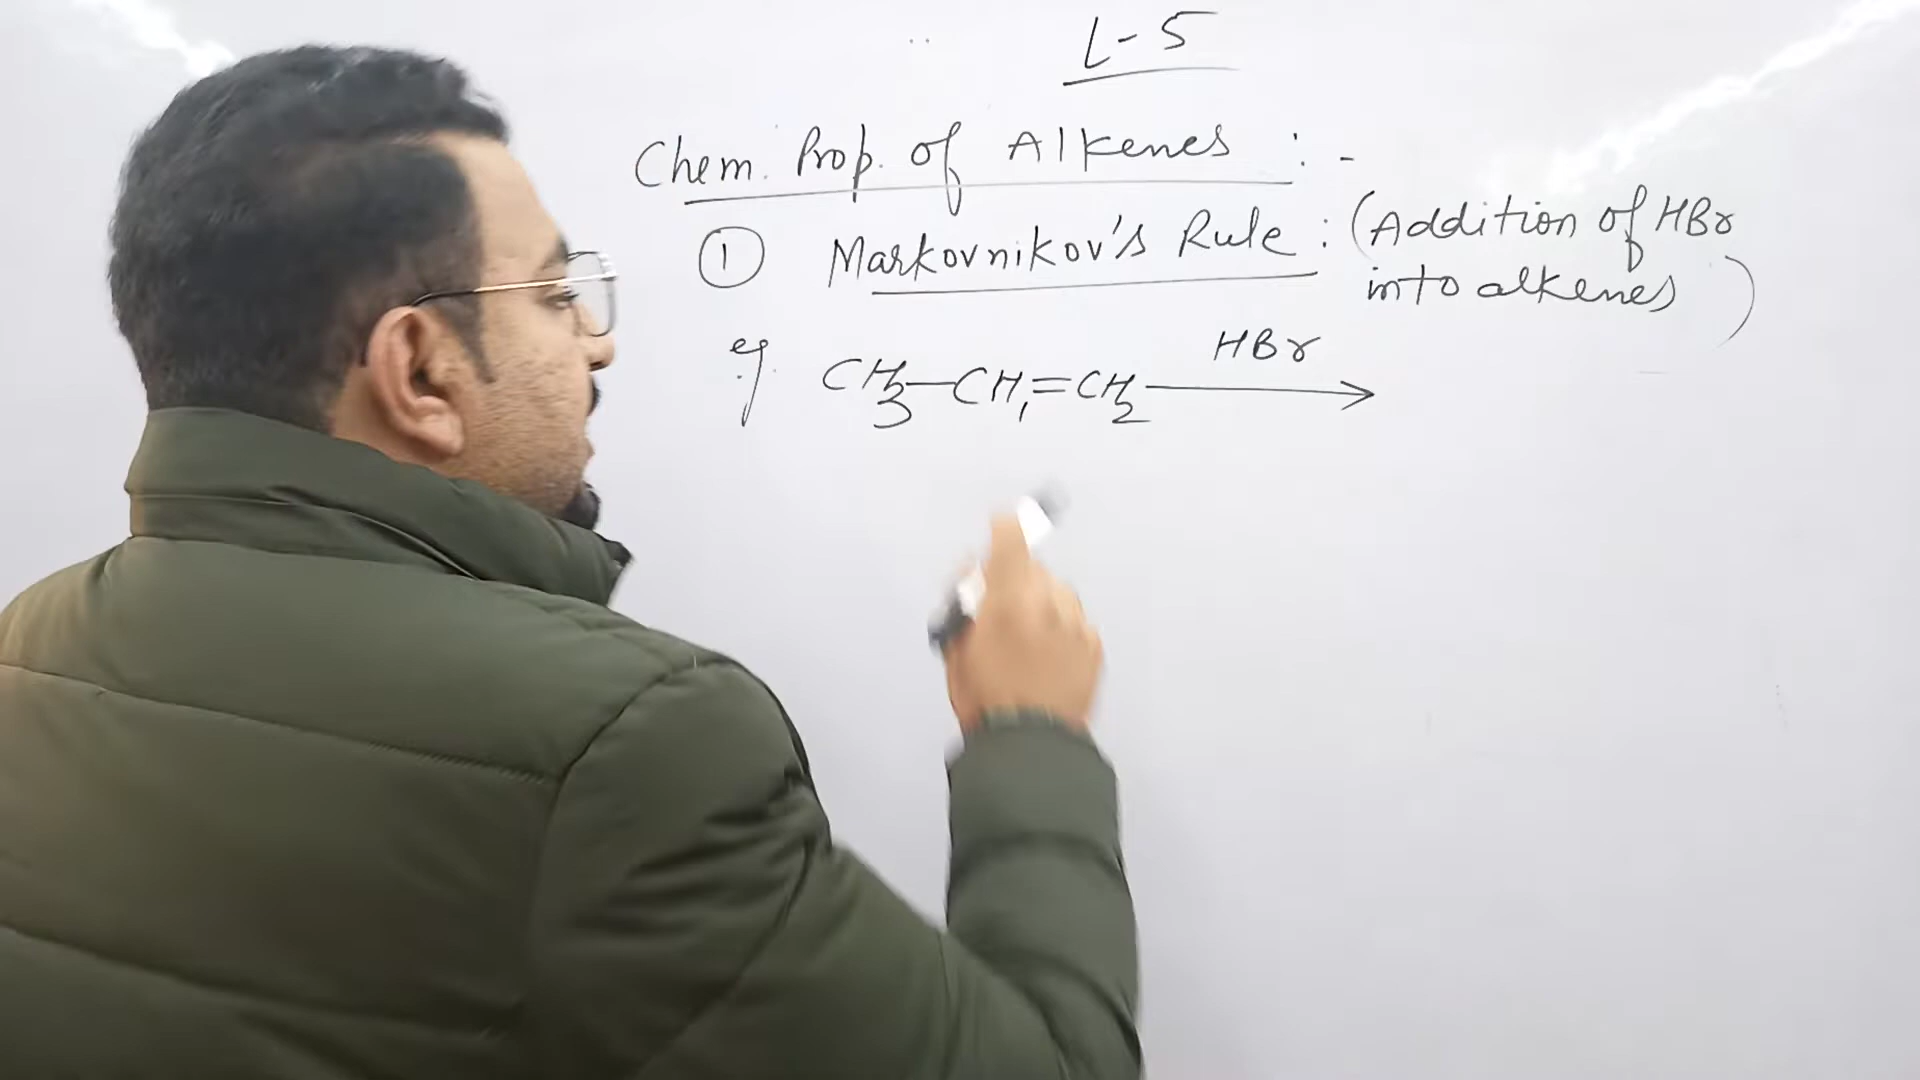 L-5
Chem. Prop. of Alkenes :-
① Markovnikov's Rule : (Addition of HBr
into alkenes)
HBr
eg. CH3-CH=CH2 →